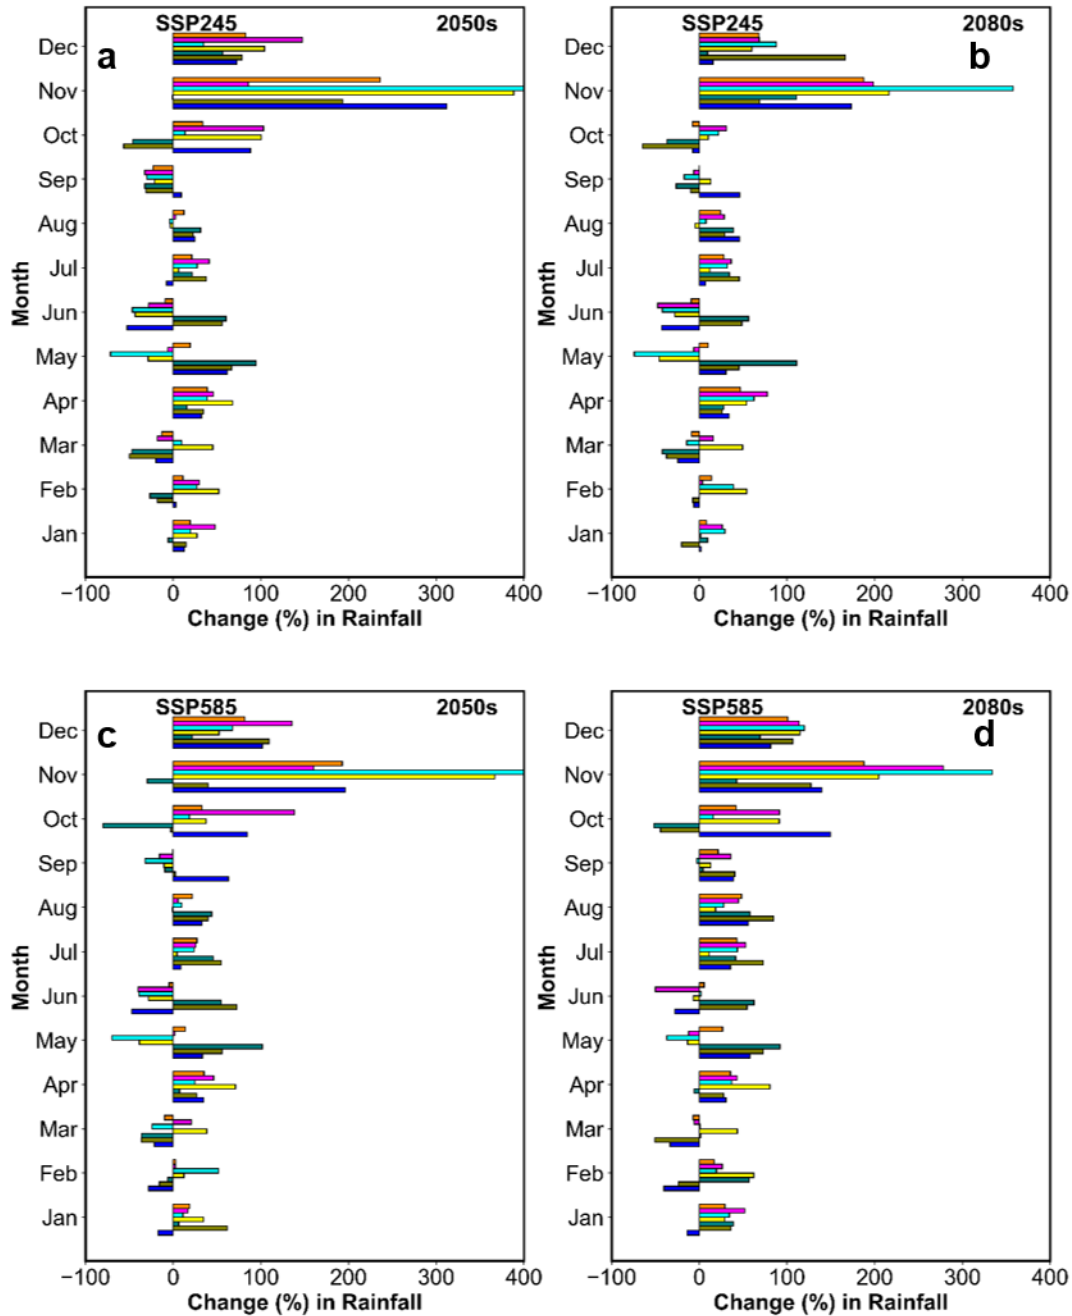 SSP245 2050s
a
Dec
Nov
Oct
Sep
Aug
Jul
Jun
May
Apr
Mar
Feb
Jan
Month
−100 0 100 200 300 400
Change (%) in Rainfall
SSP245 2080s
b
Dec
Nov
Oct
Sep
Aug
Jul
Jun
May
Apr
Mar
Feb
Jan
Month
−100 0 100 200 300 400
Change (%) in Rainfall
SSP585 2050s
c
Dec
Nov
Oct
Sep
Aug
Jul
Jun
May
Apr
Mar
Feb
Jan
Month
−100 0 100 200 300 400
Change (%) in Rainfall
SSP585 2080s
d
Dec
Nov
Oct
Sep
Aug
Jul
Jun
May
Apr
Mar
Feb
Jan
Month
−100 0 100 200 300 400
Change (%) in Rainfall